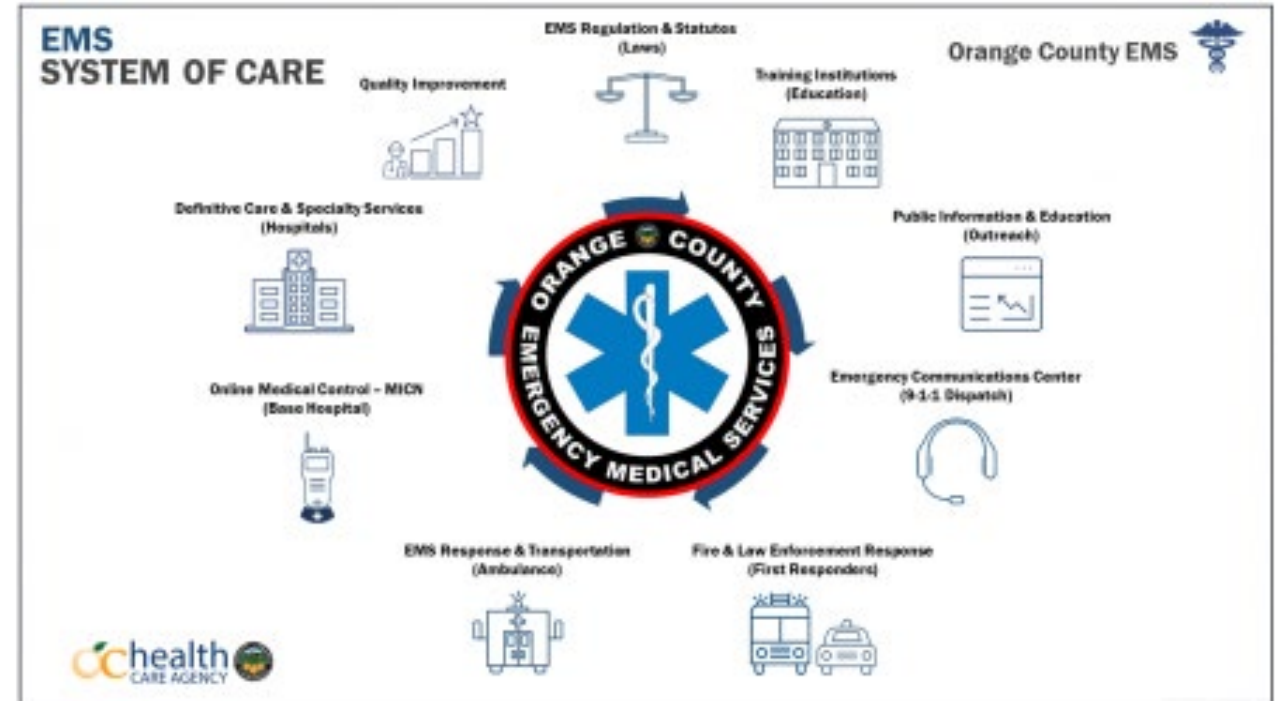 EMS
SYSTEM OF CARE
Orange County EMS
EMS Regulation & Statutes
(Laws)
Training Institutions
(Education)
Public Information & Education
(Outreach)
Emergency Communications Center
(9-1-1 Dispatch)
Fire & Law Enforcement Response
(First Responders)
EMS Response & Transportation
(Ambulance)
Online Medical Control – MICN
(Base Hospital)
Definitive Care & Specialty Services
(Hospitals)
Quality Improvement
ORANGE COUNTY
EMERGENCY MEDICAL SERVICES
OC health
CARE AGENCY